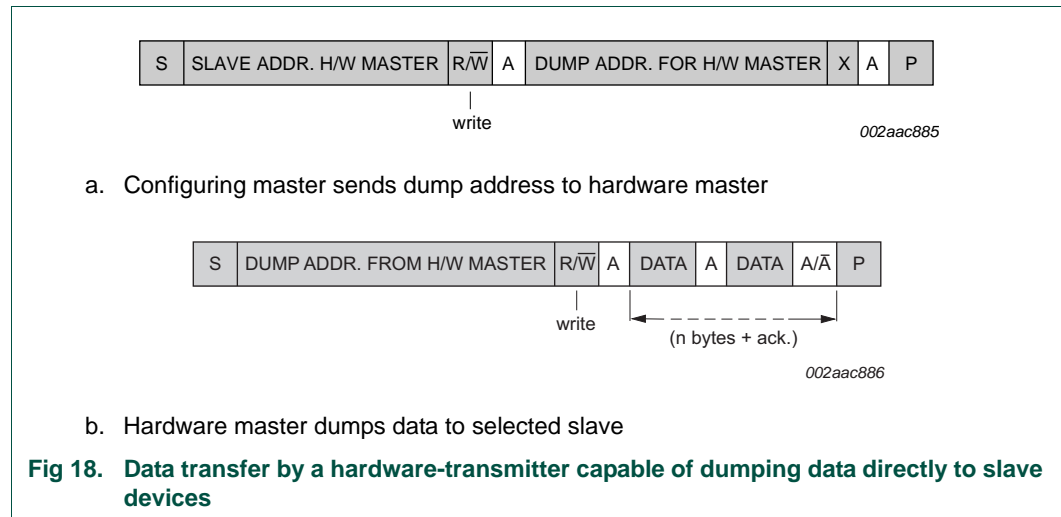 S SLAVE ADDR. H/W MASTER R/W̅ A DUMP ADDR. FOR H/W MASTER X A P
write
002aac885
a. Configuring master sends dump address to hardware master
S DUMP ADDR. FROM H/W MASTER R/W̅ A DATA A DATA A/A̅ P
write
(n bytes + ack.)
002aac886
b. Hardware master dumps data to selected slave
Fig 18. Data transfer by a hardware-transmitter capable of dumping data directly to slave
devices